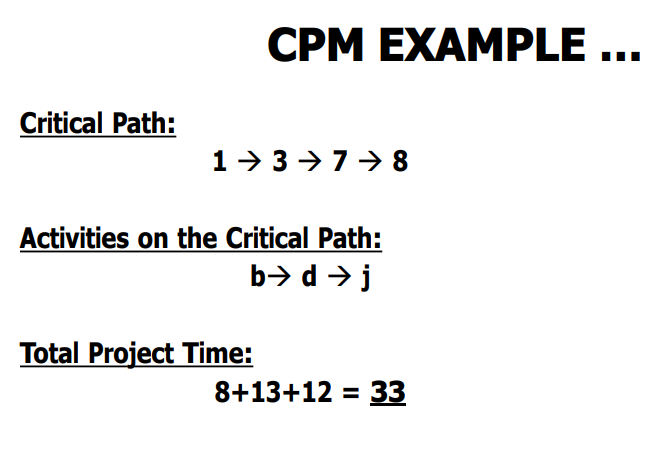 CPM EXAMPLE ...
Critical Path:
1 → 3 → 7 → 8
Activities on the Critical Path:
b→ d → j
Total Project Time:
8+13+12 = 33